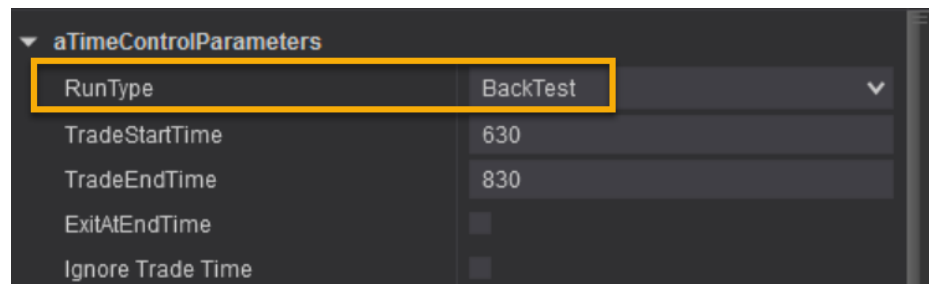 aTimeControlParameters
RunType BackTest
TradeStartTime 630
TradeEndTime 830
ExitAtEndTime
Ignore Trade Time